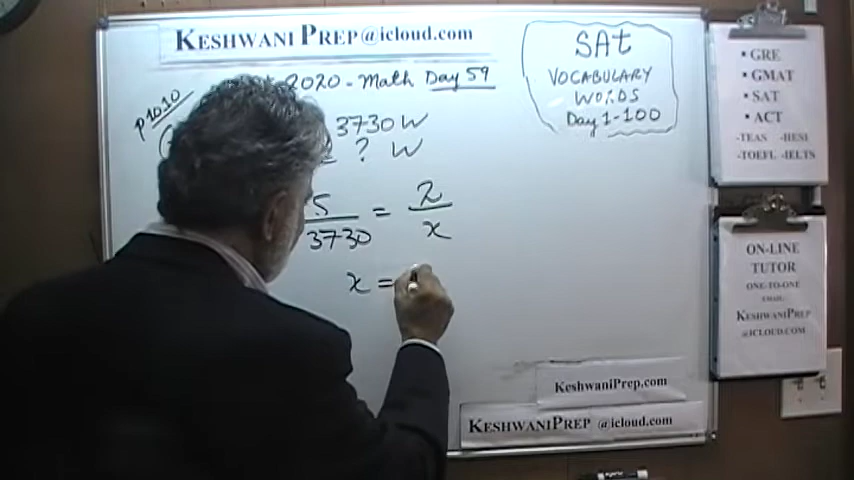 KESHWANI PREP@icloud.com
2020 - Math Day 59
p1010
3730W
? W
5 = 2
3730 x
x =
SAt
VOCABULARY
WORDS
Day 1-100
• GRE
• GMAT
• SAT
• ACT
-TEAS -HESI
-TOEFL -IELTS
ON-LINE
TUTOR
ONE-TO-ONE
EMAIL
KESHWANIPREP
@ICLOUD.COM
KeshwaniPrep.com
KESHWANIPREP @icloud.com